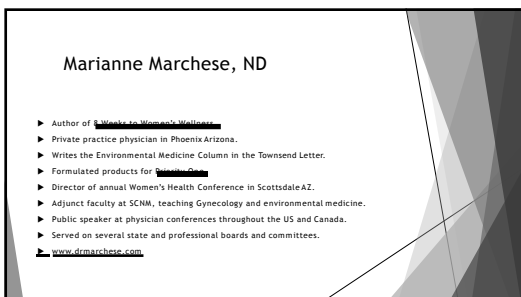 Marianne Marchese, ND
▶ Author of 8 Weeks to Women's Wellness
▶ Private practice physician in Phoenix Arizona.
▶ Writes the Environmental Medicine Column in the Townsend Letter.
▶ Formulated products for Priority One.
▶ Director of annual Women's Health Conference in Scottsdale AZ.
▶ Adjunct faculty at SCNM, teaching Gynecology and environmental medicine.
▶ Public speaker at physician conferences throughout the US and Canada.
▶ Served on several state and professional boards and committees.
▶ www.drmarchese.com